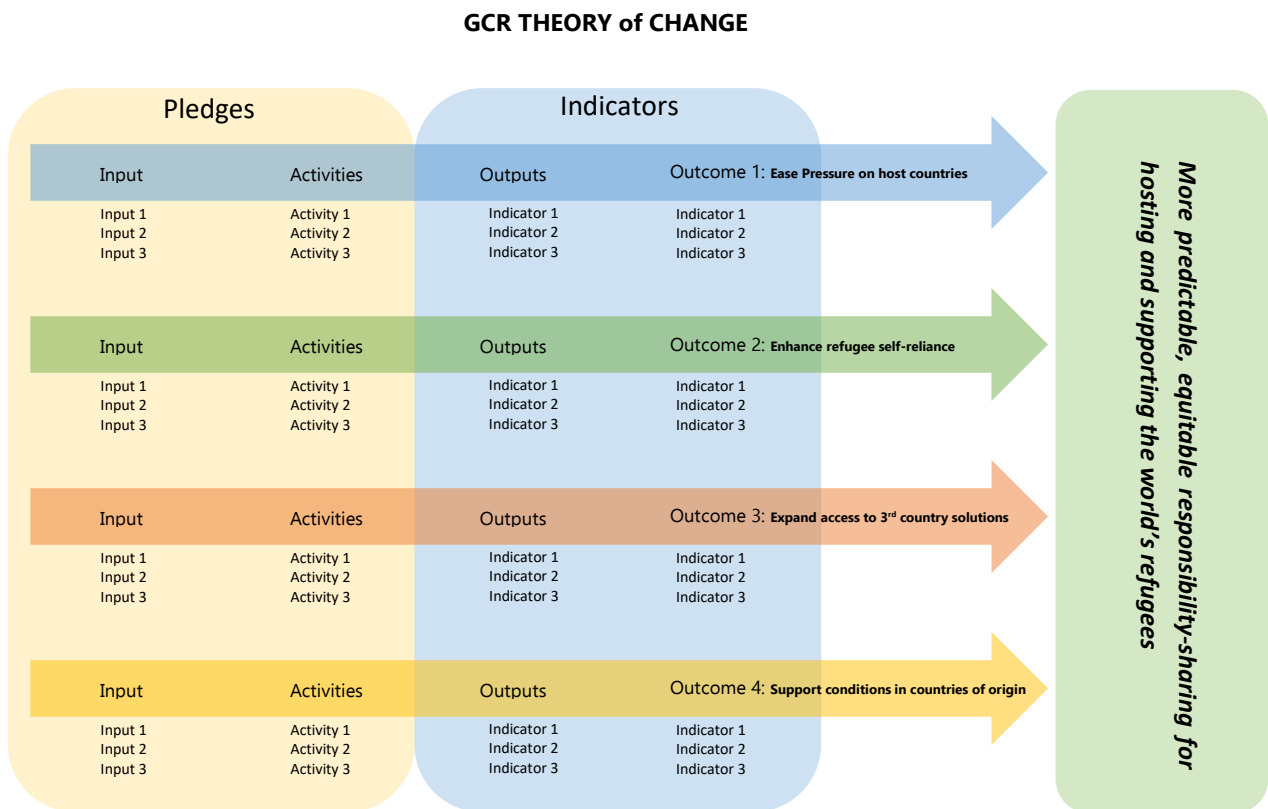 GCR THEORY of CHANGE
Pledges
Indicators
Input Activities Outputs Outcome 1: Ease Pressure on host countries
Input 1 Activity 1 Indicator 1 Indicator 1
Input 2 Activity 2 Indicator 2 Indicator 2
Input 3 Activity 3 Indicator 3 Indicator 3
Input Activities Outputs Outcome 2: Enhance refugee self-reliance
Input 1 Activity 1 Indicator 1 Indicator 1
Input 2 Activity 2 Indicator 2 Indicator 2
Input 3 Activity 3 Indicator 3 Indicator 3
Input Activities Outputs Outcome 3: Expand access to 3rd country solutions
Input 1 Activity 1 Indicator 1 Indicator 1
Input 2 Activity 2 Indicator 2 Indicator 2
Input 3 Activity 3 Indicator 3 Indicator 3
Input Activities Outputs Outcome 4: Support conditions in countries of origin
Input 1 Activity 1 Indicator 1 Indicator 1
Input 2 Activity 2 Indicator 2 Indicator 2
Input 3 Activity 3 Indicator 3 Indicator 3
More predictable, equitable responsibility-sharing for
hosting and supporting the world's refugees